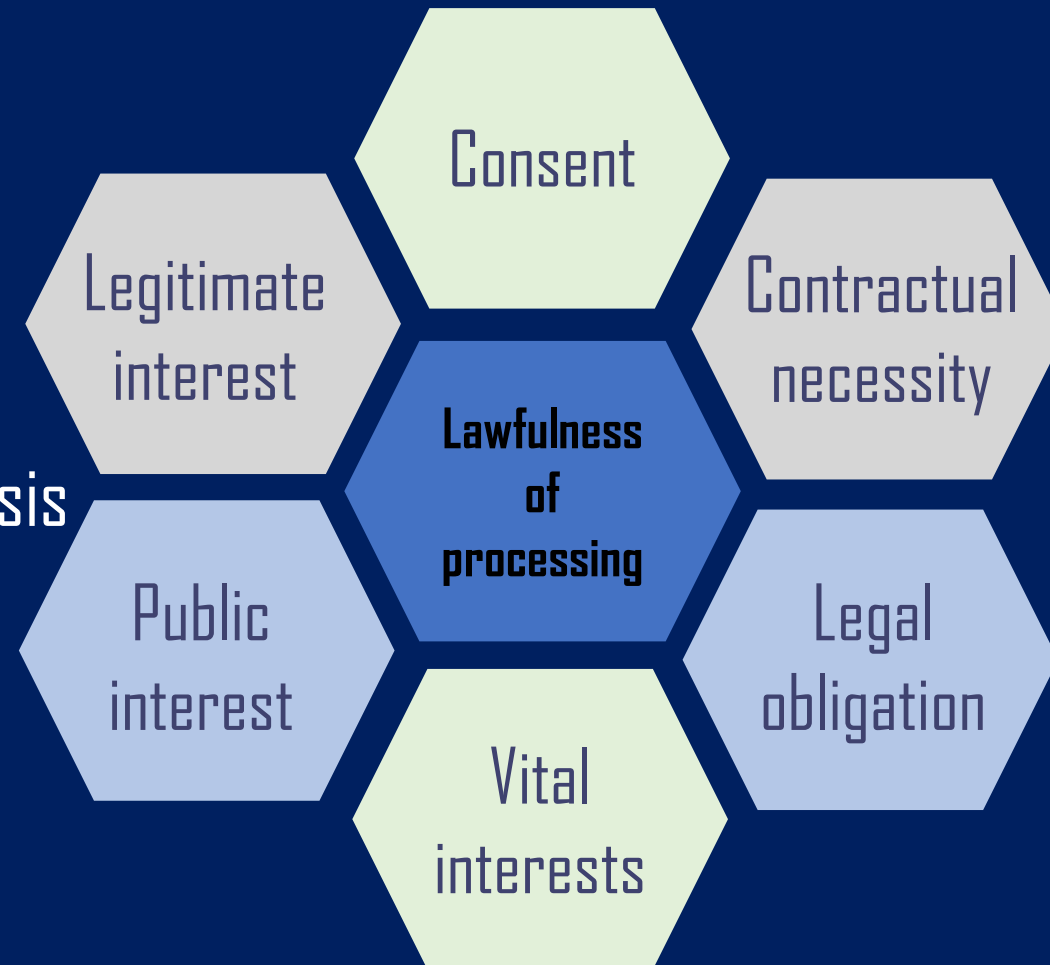 Consent
Legitimate
interest
Contractual
necessity
Lawfulness
of
processing
Public
interest
Legal
obligation
Vital
interests